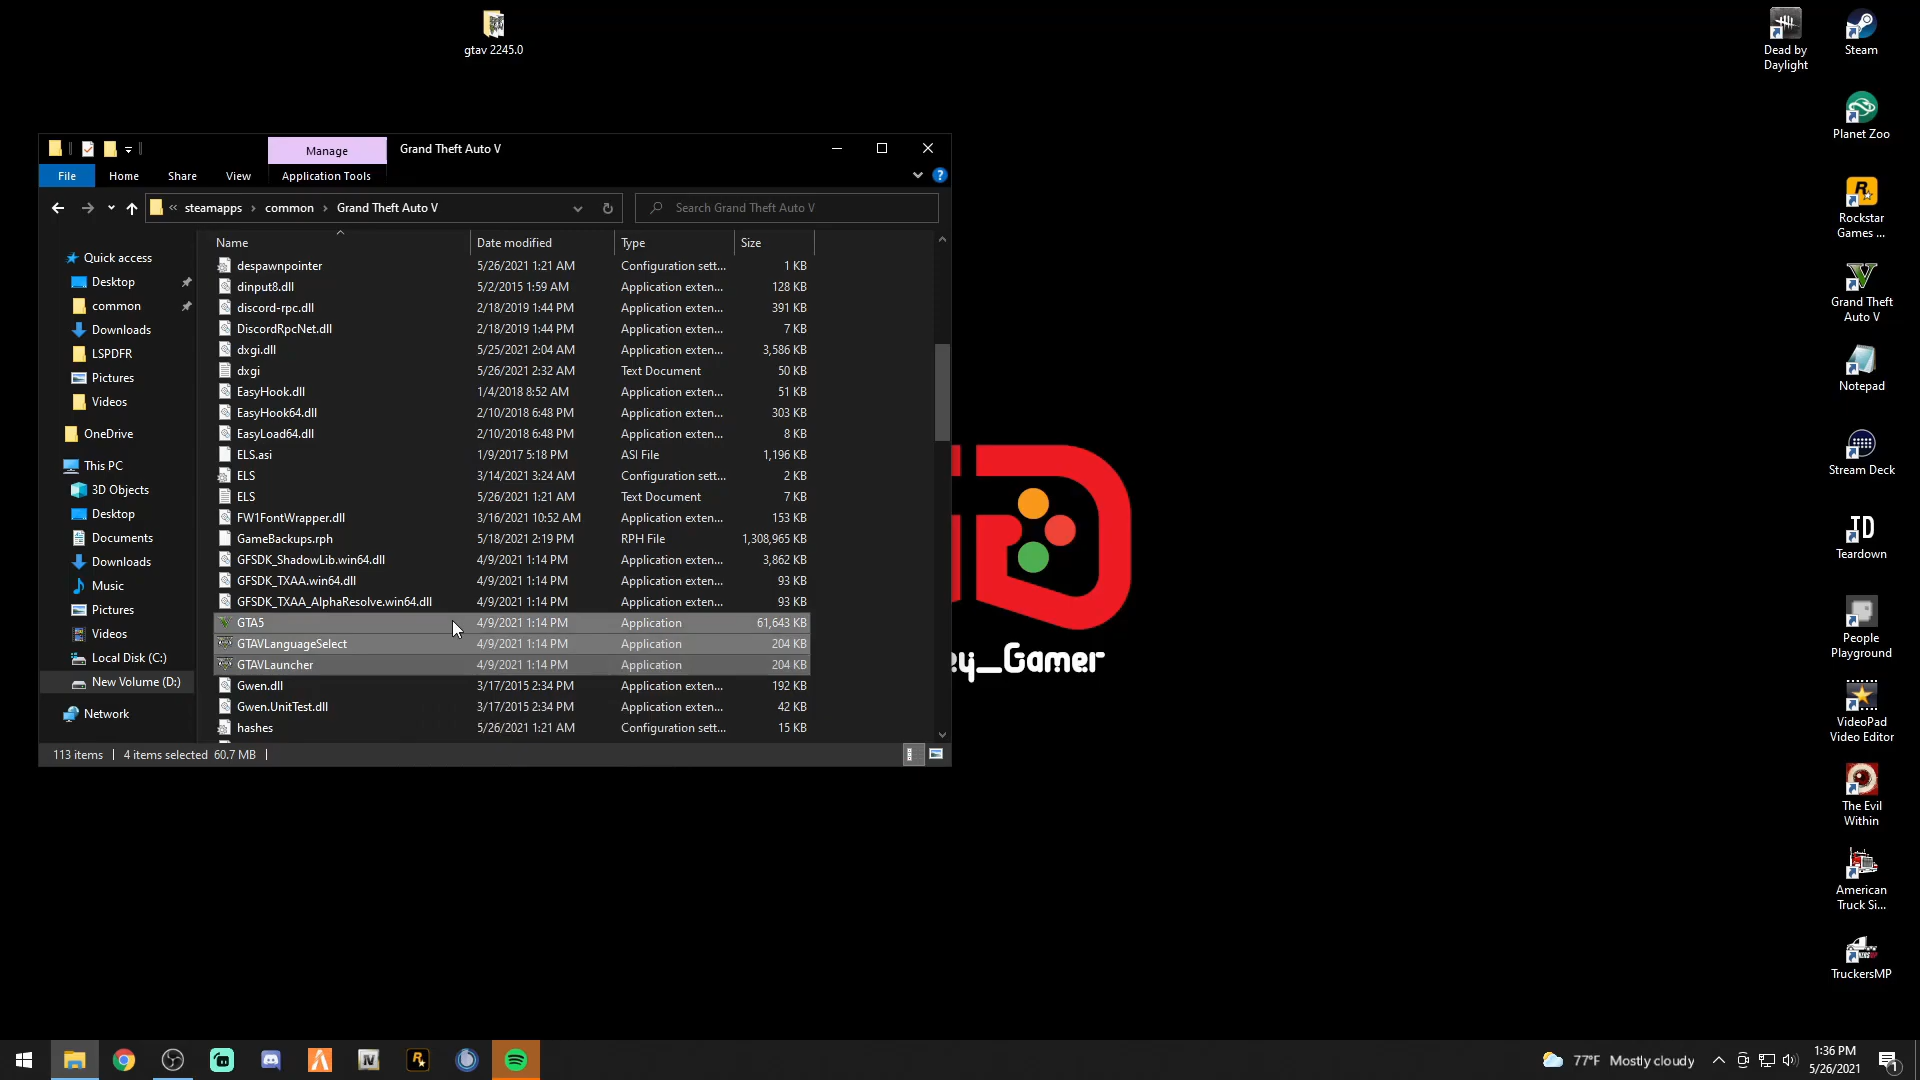 gtav 2245.0
Dead by
Daylight
Steam
Planet Zoo
Rockstar
Games ...
Grand Theft
Auto V
Notepad
Stream Deck
Teardown
People
Playground
VideoPad
Video Editor
The Evil
Within
American
Truck Si...
TruckersMP
Manage
Grand Theft Auto V
File
Home
Share
View
Application Tools
« steamapps › common › Grand Theft Auto V
Search Grand Theft Auto V
Quick access
Desktop
common
Downloads
LSPDFR
Pictures
Videos
OneDrive
This PC
3D Objects
Desktop
Documents
Downloads
Music
Pictures
Videos
Local Disk (C:)
New Volume (D:)
Network
Name Date modified Type Size
despawnpointer 5/26/2021 1:21 AM Configuration sett... 1 KB
dinput8.dll 5/2/2015 1:59 AM Application exten... 128 KB
discord-rpc.dll 2/18/2019 1:44 PM Application exten... 391 KB
DiscordRpcNet.dll 2/18/2019 1:44 PM Application exten... 7 KB
dxgi.dll 5/25/2021 2:04 AM Application exten... 3,586 KB
dxgi 5/26/2021 2:32 AM Text Document 50 KB
EasyHook.dll 1/4/2018 8:52 AM Application exten... 51 KB
EasyHook64.dll 2/10/2018 6:48 PM Application exten... 303 KB
EasyLoad64.dll 2/10/2018 6:48 PM Application exten... 8 KB
ELS.asi 1/9/2017 5:18 PM ASI File 1,196 KB
ELS 3/14/2021 3:24 AM Configuration sett... 2 KB
ELS 5/26/2021 1:21 AM Text Document 7 KB
FW1FontWrapper.dll 3/16/2021 10:52 AM Application exten... 153 KB
GameBackups.rph 5/18/2021 2:19 PM RPH File 1,308,965 KB
GFSDK_ShadowLib.win64.dll 4/9/2021 1:14 PM Application exten... 3,862 KB
GFSDK_TXAA.win64.dll 4/9/2021 1:14 PM Application exten... 93 KB
GFSDK_TXAA_AlphaResolve.win64.dll 4/9/2021 1:14 PM Application exten... 93 KB
GTA5 4/9/2021 1:14 PM Application 61,643 KB
GTAVLanguageSelect 4/9/2021 1:14 PM Application 204 KB
GTAVLauncher 4/9/2021 1:14 PM Application 204 KB
Gwen.dll 3/17/2015 2:34 PM Application exten... 192 KB
Gwen.UnitTest.dll 3/17/2015 2:34 PM Application exten... 42 KB
hashes 5/26/2021 1:21 AM Configuration sett... 15 KB
113 items 4 items selected 60.7 MB
ey_Gamer
77°F Mostly cloudy
1:36 PM
5/26/2021
1